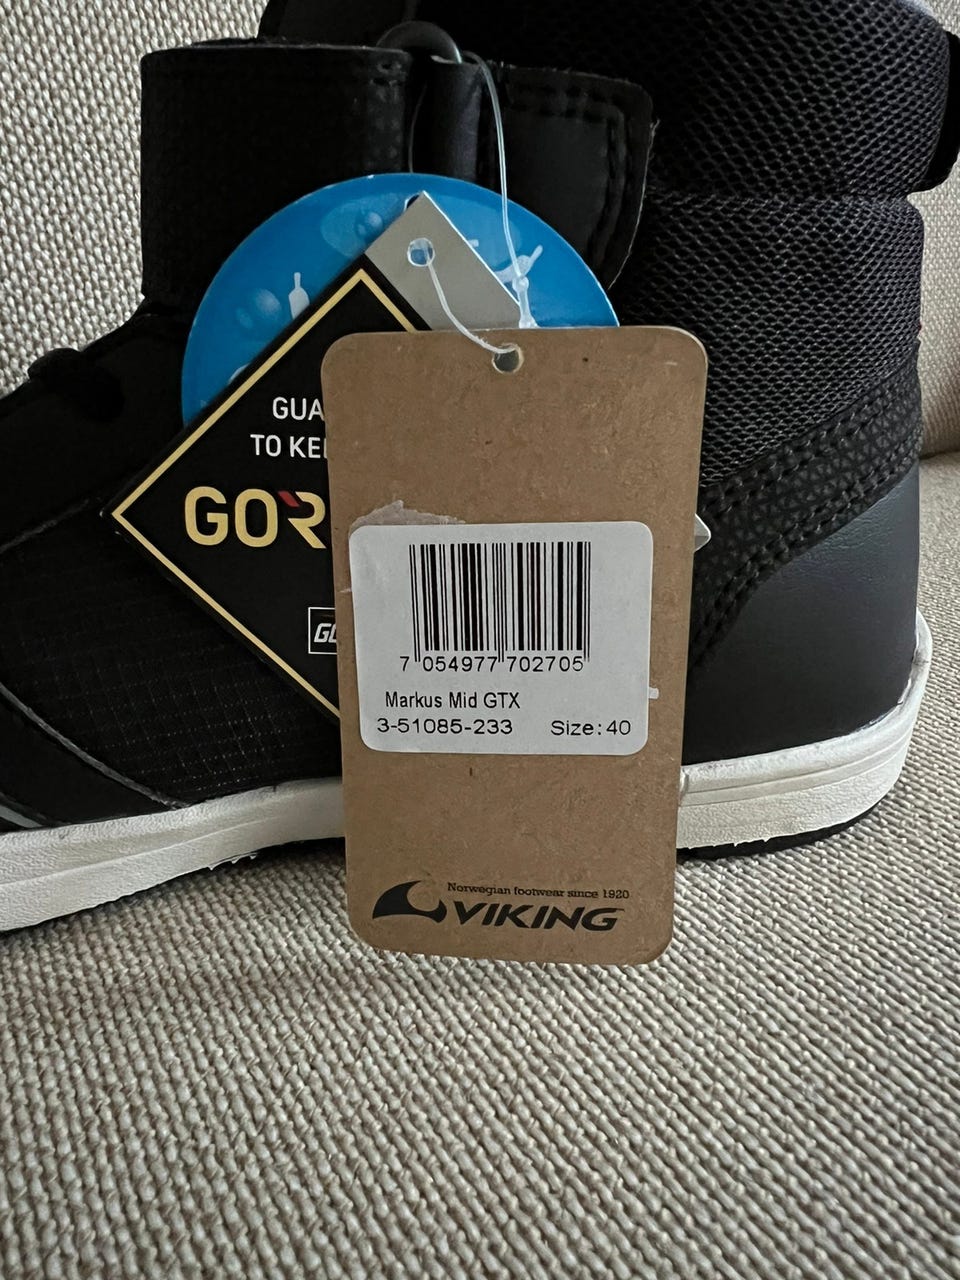 GUA
TO KEE
GOR
7 054977 702705
Markus Mid GTX
3-51085-233 Size: 40
Norwegian footwear since 1920
VIKING